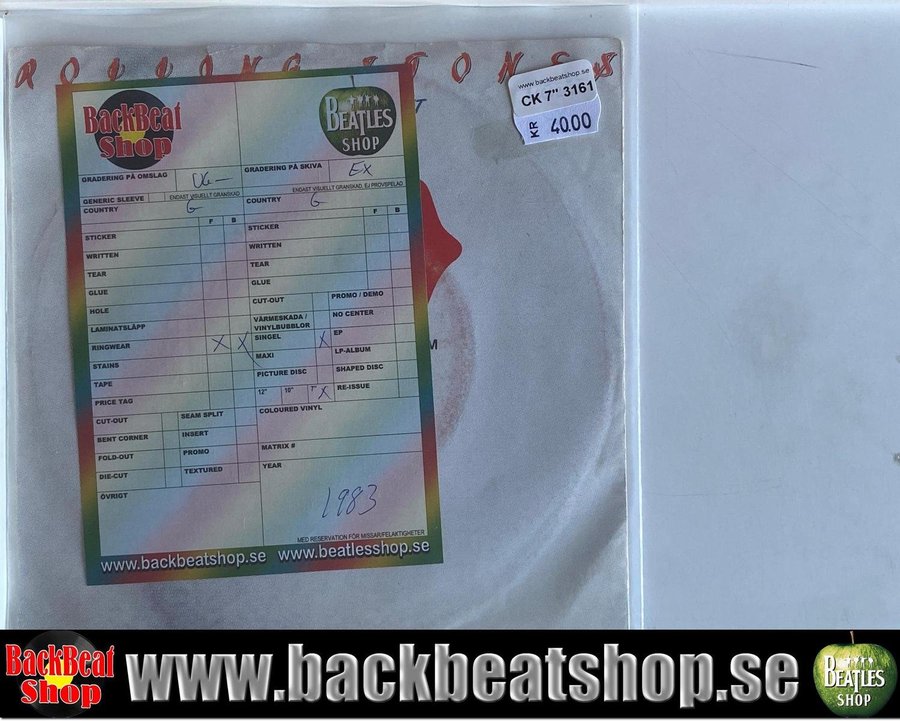 ROLLING STONES
www.backbeatshop.se
CK 7" 3161
KR 40.00
BackBeat
Shop
BEATLES
SHOP
GRADERING PÅ OMSLAG VG–
GRADERING PÅ SKIVA EX
GENERIC SLEEVE ENDAST VISUELLT GRANSKAD
ENDAST VISUELLT GRANSKAD, EJ PROVSPELAD
COUNTRY G
COUNTRY G
F B
F B
STICKER
STICKER
WRITTEN
WRITTEN
TEAR
TEAR
GLUE
GLUE
HOLE
CUT-OUT
PROMO / DEMO
LAMINATSLÄPP
VÄRMESKADA /
VINYLBUBBLOR
NO CENTER
RINGWEAR X X
SINGEL X
EP
STAINS
MAXI
LP-ALBUM
TAPE
PICTURE DISC
SHAPED DISC
PRICE TAG
12" 10" 7" X
RE-ISSUE
CUT-OUT
SEAM SPLIT
COLOURED VINYL
BENT CORNER
INSERT
FOLD-OUT
PROMO
MATRIX #
DIE-CUT
TEXTURED
YEAR
ÖVRIGT
1983
MED RESERVATION FÖR MISSAR/FELAKTIGHETER
www.backbeatshop.se www.beatlesshop.se
M
BackBeat
Shop
www.backbeatshop.se
BEATLES
SHOP